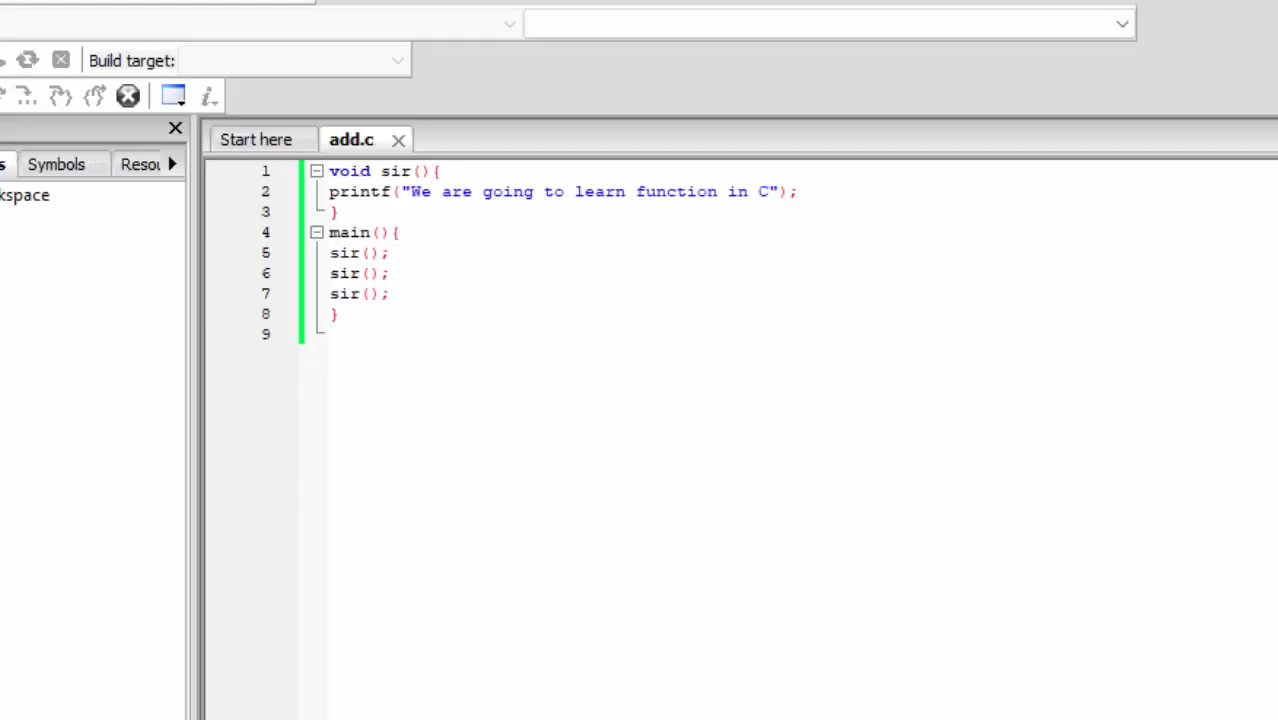 Build target:
s Symbols Resou
kspace
Start here add.c
1 void sir(){
2 printf("We are going to learn function in C");
3 }
4 main(){
5 sir();
6 sir();
7 sir();
8 }
9